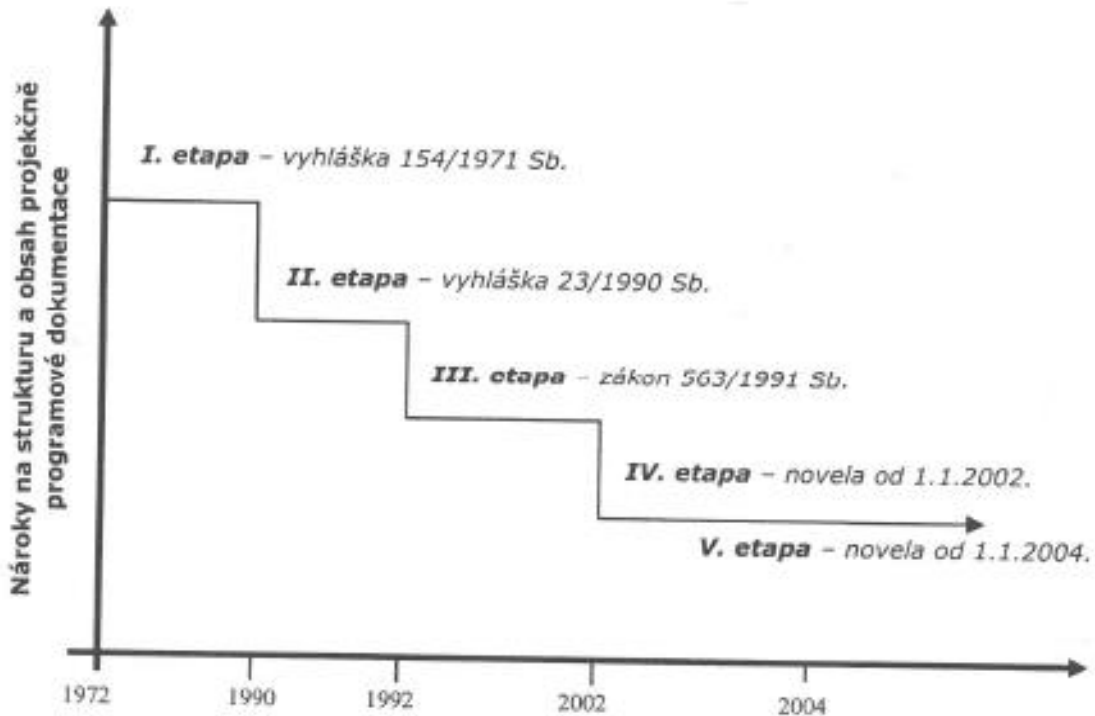 Nároky na strukturu a obsah projekčně
programové dokumentace
I. etapa – vyhláška 154/1971 Sb.
II. etapa – vyhláška 23/1990 Sb.
III. etapa – zákon 563/1991 Sb.
IV. etapa – novela od 1.1.2002.
V. etapa – novela od 1.1.2004.
1972 1990 1992 2002 2004